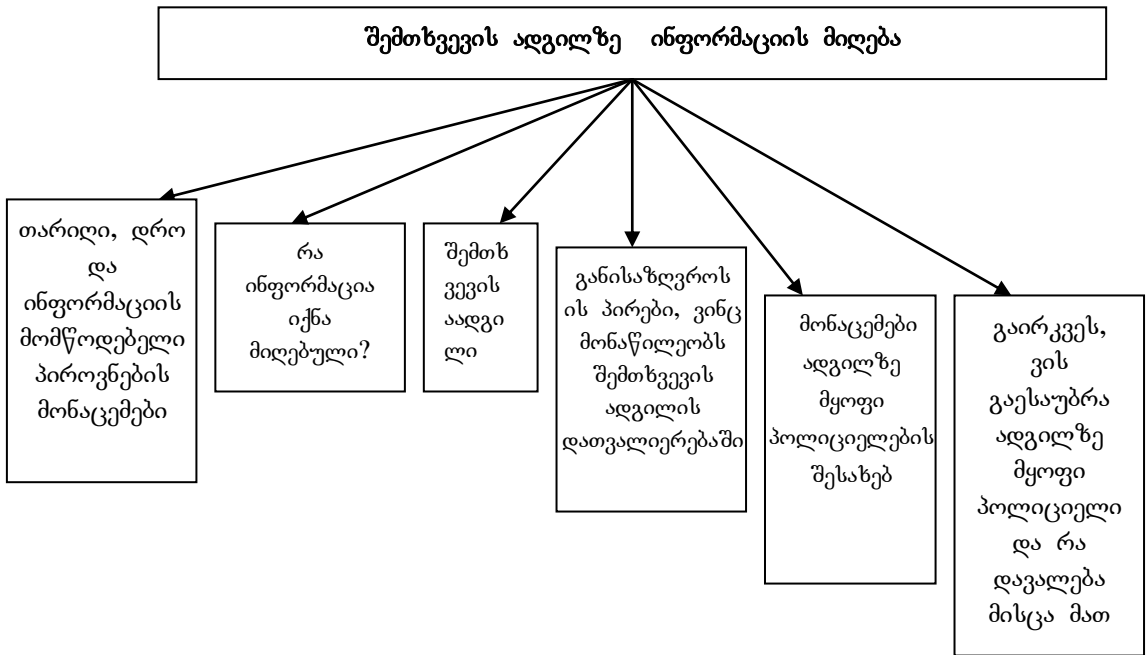 შემთხვევის ადგილზე ინფორმაციის მიღება
თარიღი, დრო
და
ინფორმაციის
მომწოდებელი
პიროვნების
მონაცემები
რა
ინფორმაცია
იქნა
მიღებული?
შემთხ
ვევის
აადგი
ლი
განისაზღვროს
ის პირები, ვინც
მონაწილეობს
შემთხვევის
ადგილის
დათვალიერებაში
მონაცემები
ადგილზე
მყოფი
პოლიციელების
შესახებ
გაირკვეს,
ვის
გაესაუბრა
ადგილზე
მყოფი
პოლიციელი
და რა
დავალება
მისცა მათ